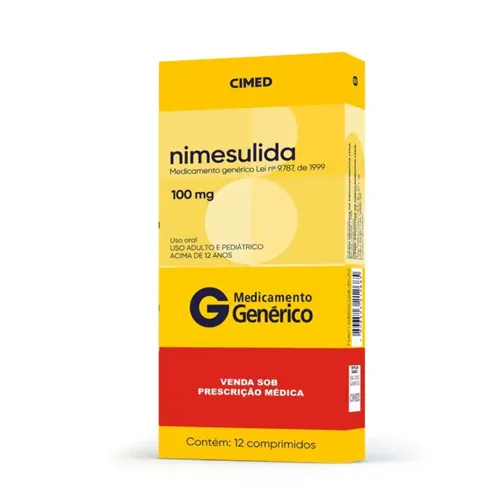 CIMED
nimesulida
Medicamento genérico Lei nº 9.787, de 1999
100 mg
Uso oral
USO ADULTO E PEDIÁTRICO
ACIMA DE 12 ANOS
G Medicamento
Genérico
VENDA SOB
PRESCRIÇÃO MÉDICA
Contém: 12 comprimidos
CIMED